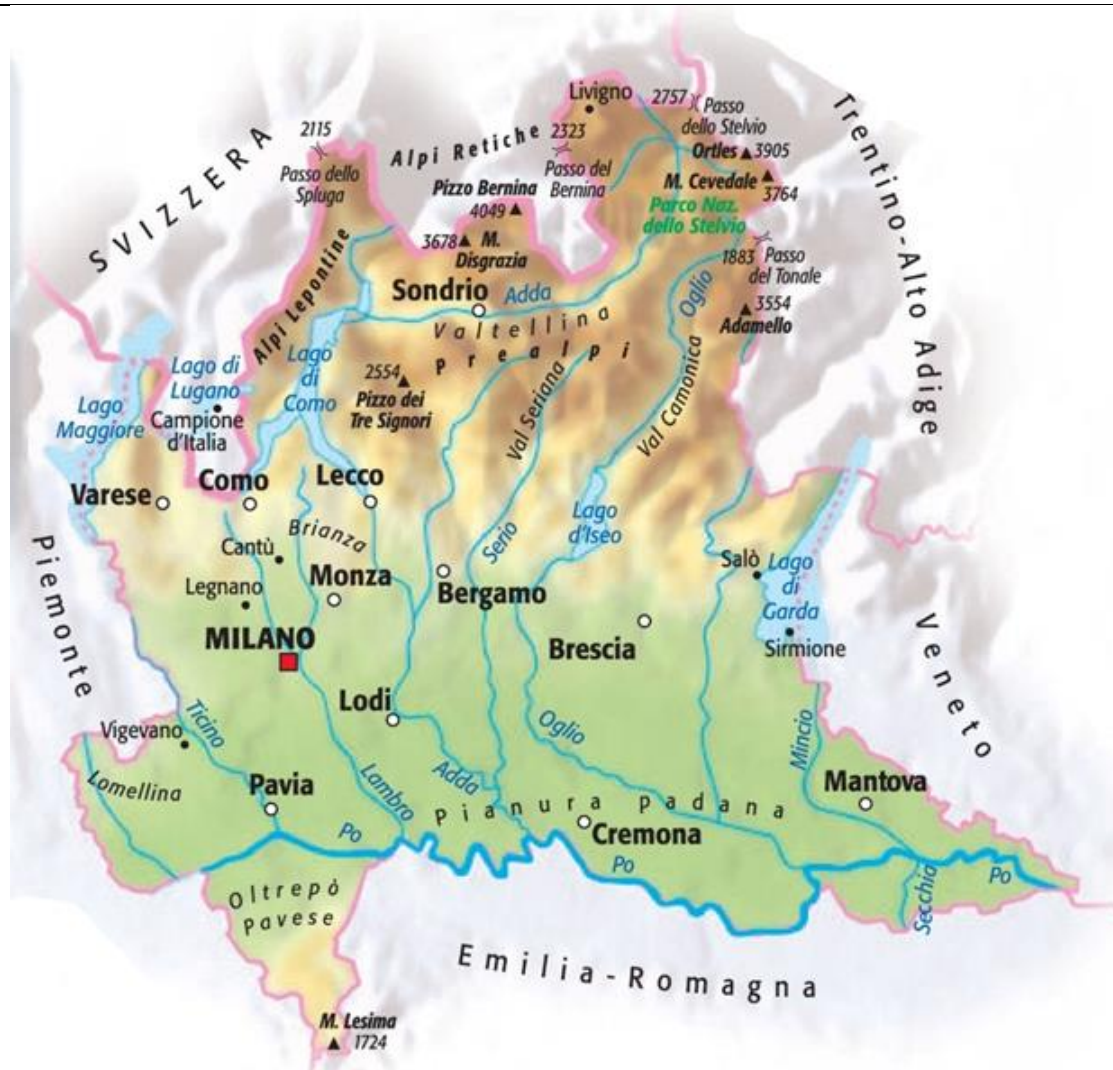 Livigno
2757
Passo
dello Stelvio
Trentino-Alto Adige
SVIZZERA
2115
Passo dello
Spluga
Alpi Retiche
2323
Passo del
Bernina
Ortles
3905
M. Cevedale
3764
Pizzo Bernina
4049
Parco Naz.
dello Stelvio
3678
M.
Disgrazia
1883
Passo
del Tonale
Alpi Lepontine
Sondrio
Adda
Oglio
3554
Adamello
Valtellina
Prealpi
Lago di
Lugano
Lago
di
Como
2554
Pizzo dei
Tre Signori
Val Seriana
Val Camonica
Lago
Maggiore
Campione
d'Italia
Varese
Como
Lecco
Lago
d'Iseo
Brianza
Serio
Piemonte
Cantù
Legnano
Monza
Bergamo
Salò
Lago
di
Garda
MILANO
Brescia
Sirmione
Veneto
Lodi
Vigevano
Ticino
Oglio
Mincio
Lomellina
Pavia
Lambro
Adda
Pianura padana
Mantova
Po
Cremona
Po
Secchia
Po
Oltrepò
Pavese
Emilia-Romagna
M. Lesima
1724